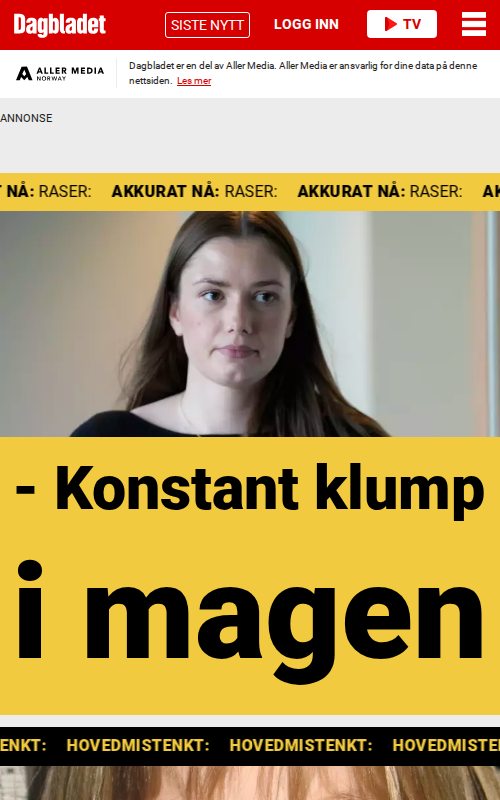 Dagbladet
SISTE NYTT
LOGG INN
TV
ALLER MEDIA
NORWAY
Dagbladet er en del av Aller Media. Aller Media er ansvarlig for dine data på denne
nettsiden. Les mer
ANNONSE
NÅ: RASER: AKKURAT NÅ: RASER: AKKURAT NÅ: RASER: AK
- Konstant klump
i magen
ENKT: HOVEDMISTENKT: HOVEDMISTENKT: HOVEDMISTENKT: